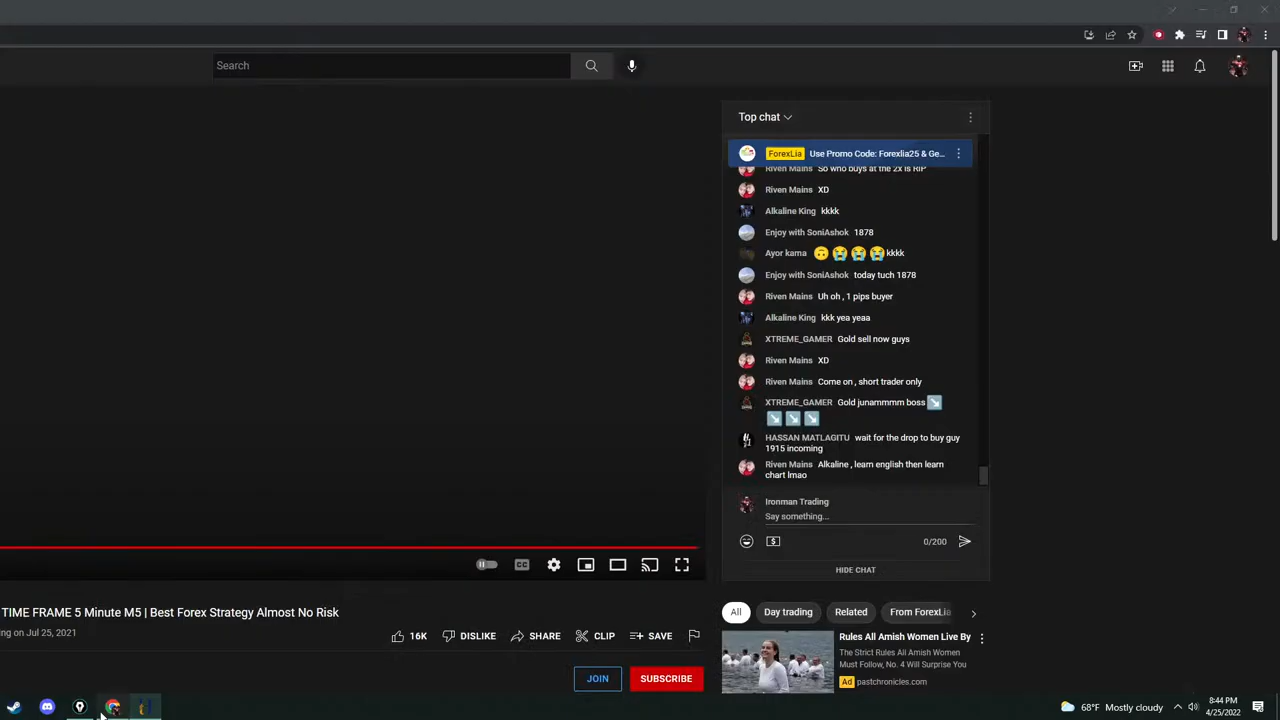 Search
Top chat
ForexLia Use Promo Code: Forexlia25 & Ge...
Riven Mains So who buys at the 2x is RIP
Riven Mains XD
Alkaline King kkkk
Enjoy with SoniAshok 1878
Ayor kama 🙃😭😭😭kkkk
Enjoy with SoniAshok today tuch 1878
Riven Mains Uh oh , 1 pips buyer
Alkaline King kkk yea yeaa
XTREME_GAMER Gold sell now guys
Riven Mains XD
Riven Mains Come on , short trader only
XTREME_GAMER Gold junammmm boss↘️
↘️↘️↘️
HASSAN MATLAGITU wait for the drop to buy guy
1915 incoming
Riven Mains Alkaline , learn english then learn
chart lmao
Ironman Trading
Say something...
0/200
HIDE CHAT
CC
TIME FRAME 5 Minute M5 | Best Forex Strategy Almost No Risk
ng on Jul 25, 2021
16K DISLIKE SHARE CLIP SAVE
JOIN SUBSCRIBE
All Day trading Related From ForexLia
Rules All Amish Women Live By
The Strict Rules All Amish Women
Must Follow, No. 4 Will Surprise You
Ad pastchronicles.com
68°F Mostly cloudy
8:44 PM
4/25/2022